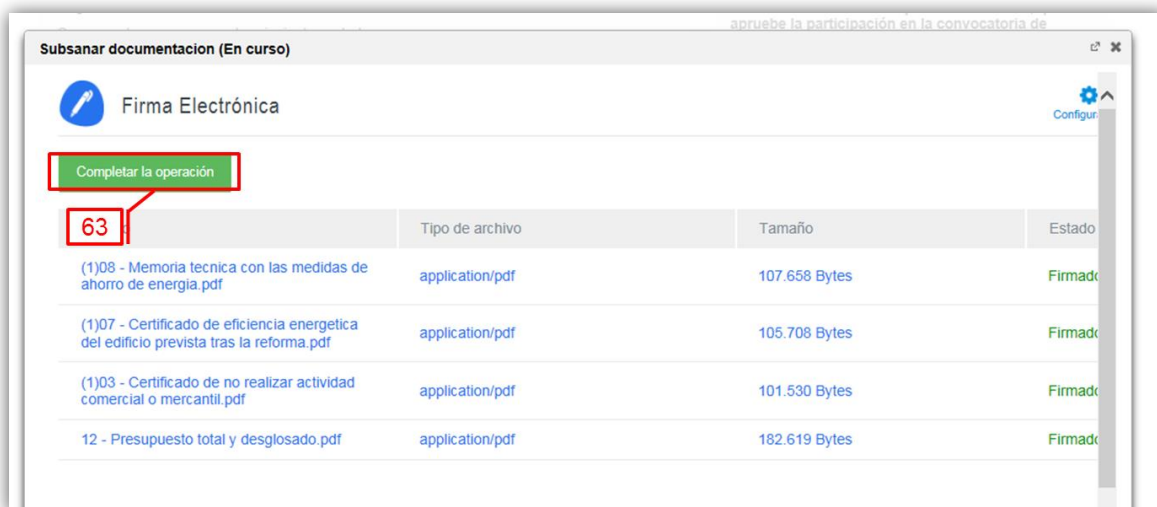 apruebe la participación en la convocatoria de
Subsanar documentacion (En curso)
Firma Electrónica
Configur
Completar la operación
63
Tipo de archivo Tamaño Estado
(1)08 - Memoria tecnica con las medidas de
ahorro de energia.pdf
application/pdf 107.658 Bytes Firmado
(1)07 - Certificado de eficiencia energetica
del edificio prevista tras la reforma.pdf
application/pdf 105.708 Bytes Firmado
(1)03 - Certificado de no realizar actividad
comercial o mercantil.pdf
application/pdf 101.530 Bytes Firmado
12 - Presupuesto total y desglosado.pdf application/pdf 182.619 Bytes Firmado